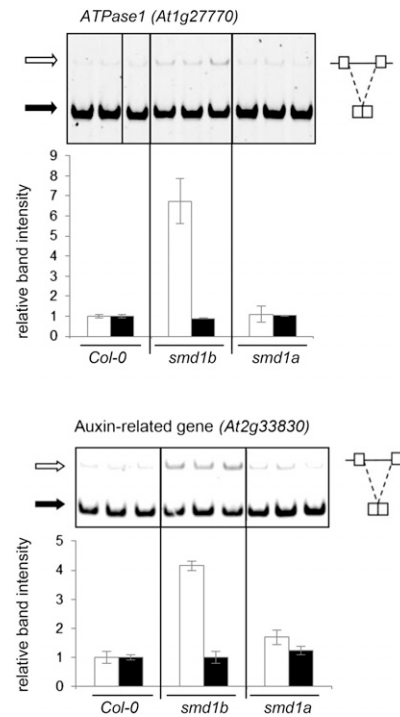 ATPase1 (At1g27770)
relative band intensity
9
8
7
6
5
4
3
2
1
0
Col-0 smd1b smd1a
Auxin-related gene (At2g33830)
relative band intensity
5
4
3
2
1
0
Col-0 smd1b smd1a